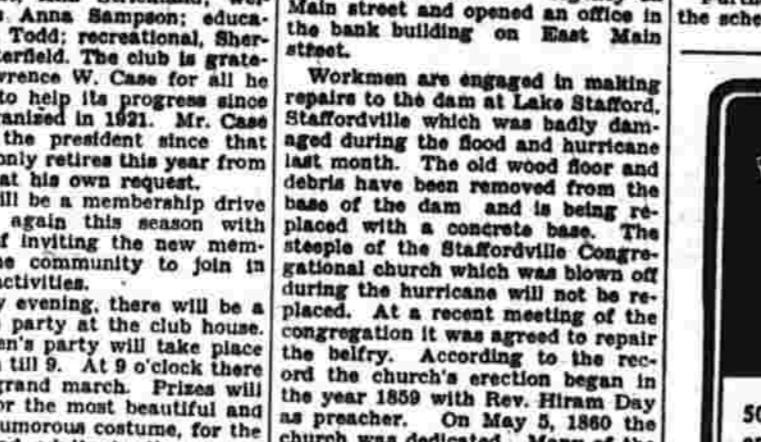 Anna Sampson; educa-
Todd; recreational, Sher-
erfield. The club is grate-
wrence W. Case for all he
to help its progress since
anized in 1921. Mr. Case
the president since that
only retires this year from
at his own request.
ill be a membership drive
again this season with
f inviting the new mem-
e community to join in
activities.
y evening, there will be a
party at the club house.
en's party will take place
till 9. At 9 o'clock there
grand march. Prizes will
or the most beautiful and
umorous costume, for the
Main street and opened an office in
the bank building on East Main
street.
Workmen are engaged in making
repairs to the dam at Lake Stafford,
Staffordville which was badly dam-
aged during the flood and hurricane
last month. The old wood floor and
debris have been removed from the
base of the dam and is being re-
placed with a concrete base. The
steeple of the Staffordville Congre-
gational church which was blown off
during the hurricane will not be re-
placed. At a recent meeting of the
congregation it was agreed to repair
the belfry. According to the rec-
ord the church's erection began in
the year 1859 with Rev. Hiram Day
as preacher. On May 5, 1860 the
church was dedicated.
the sche